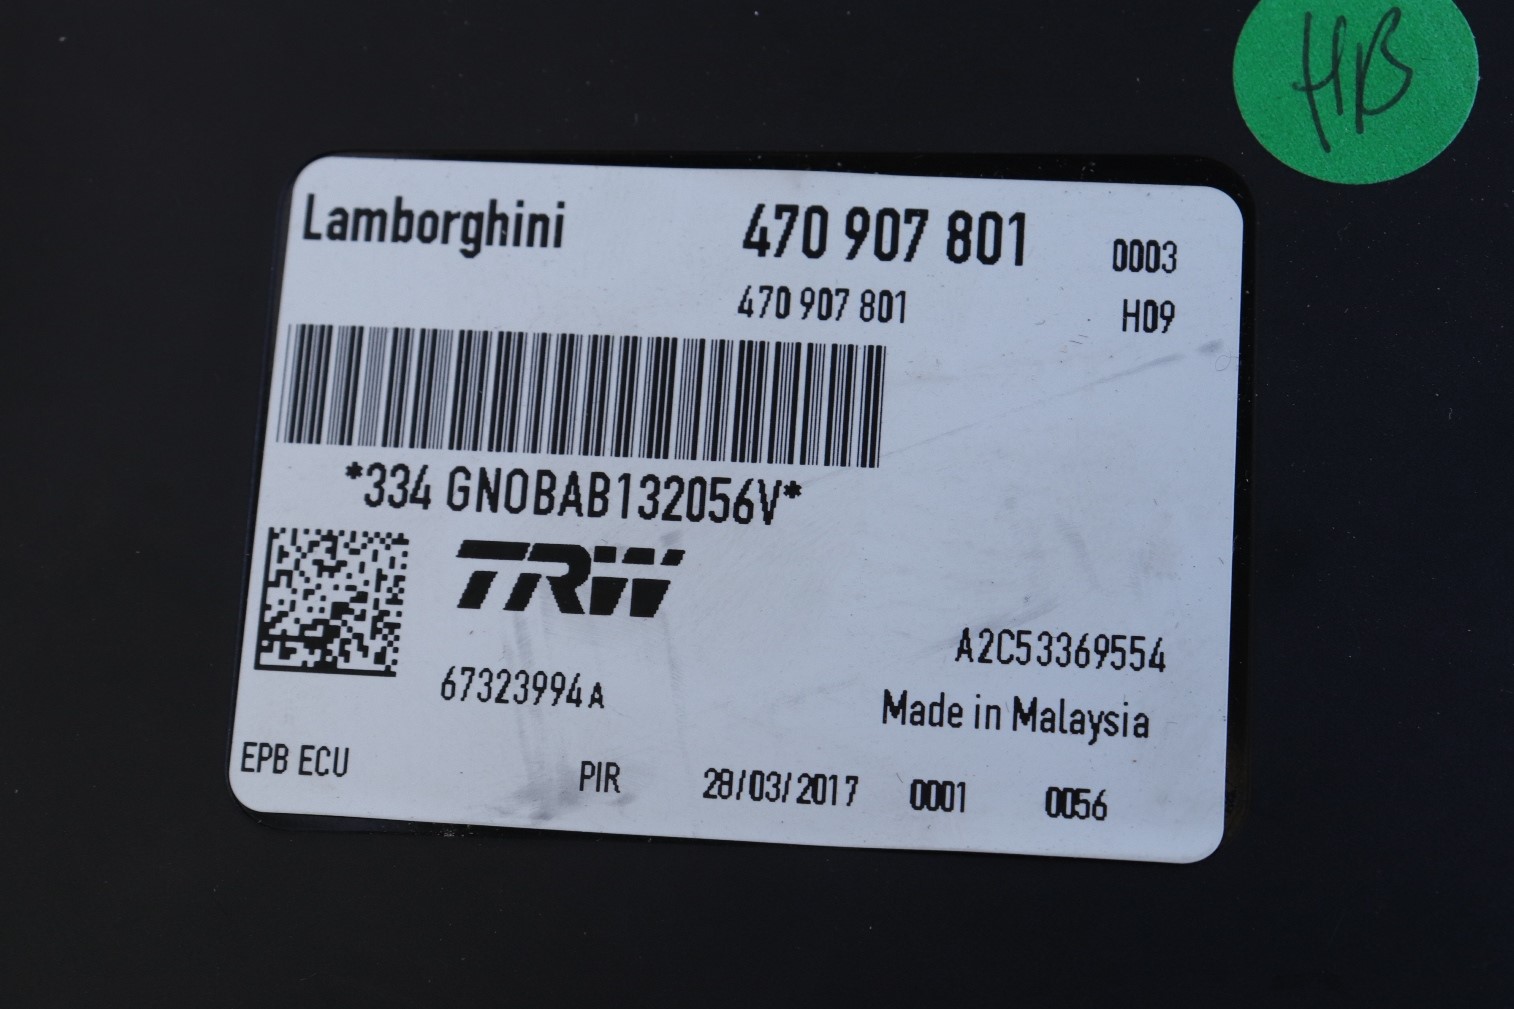 HB
Lamborghini 470 907 801 0003
470 907 801 H09
*334 GNOBAB132056V*
TRW
A2C53369554
67323994A
Made in Malaysia
EPB ECU PIR 28/03/2017 0001 0056